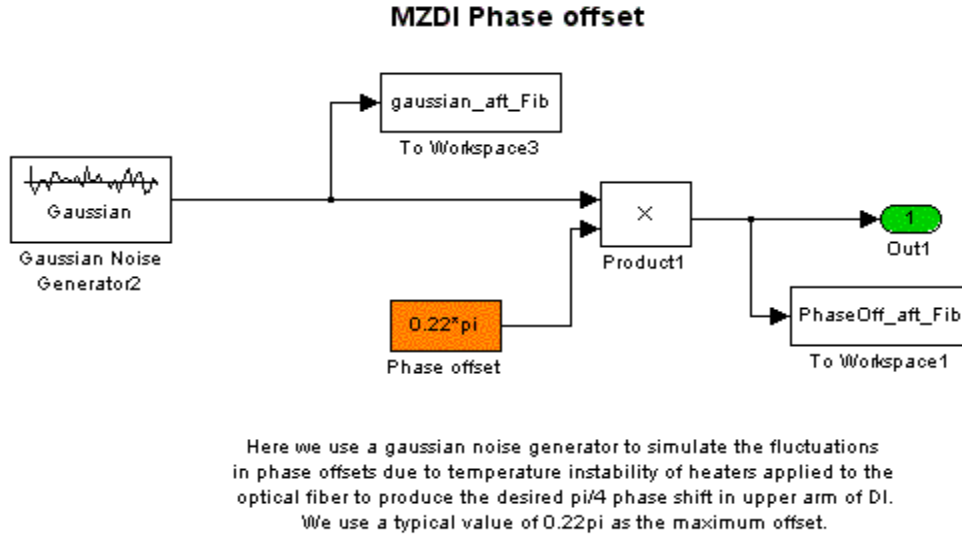 MZDI Phase offset
gaussian_aft_Fib
To Workspace3
Gaussian
Gaussian Noise
Generator2
×
Product1
1
Out1
0.22*pi
Phase offset
PhaseOff_aft_Fib
To Workspace1
Here we use a gaussian noise generator to simulate the fluctuations
in phase offsets due to temperature instability of heaters applied to the
optical fiber to produce the desired pi/4 phase shift in upper arm of DI.
We use a typical value of 0.22pi as the maximum offset.